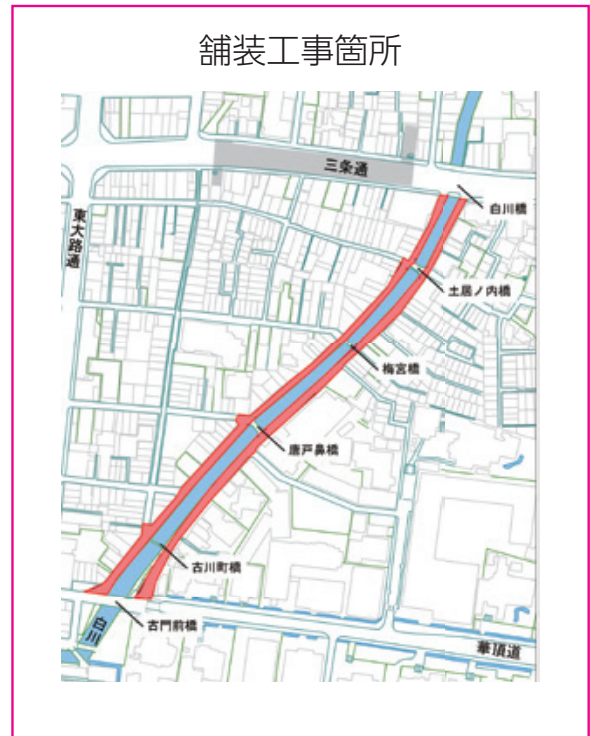 舗装工事箇所
三条通
白川橋
東大路通
土居ノ内橋
梅宮橋
唐戸鼻橋
古川町橋
古門前橋
白川
華頂道